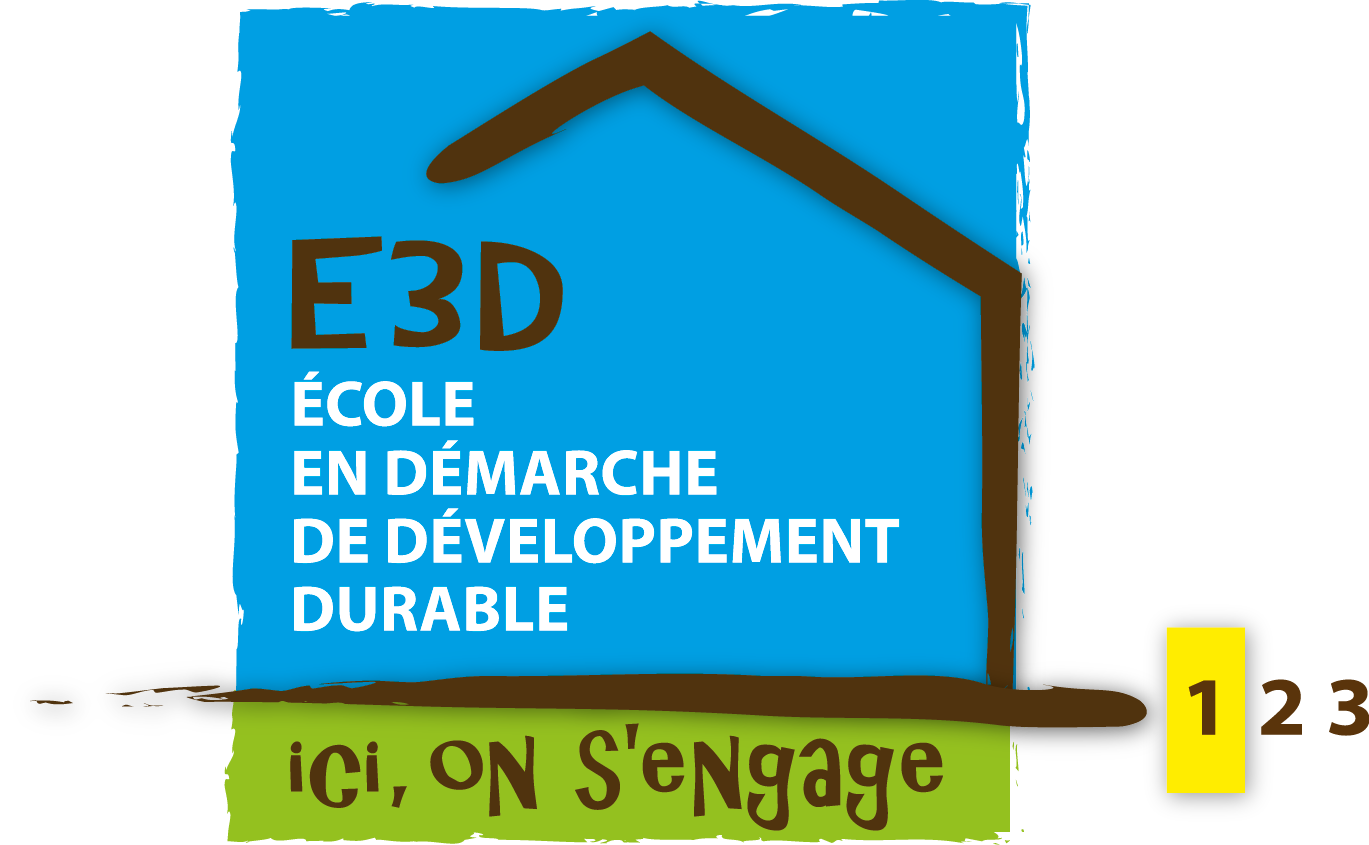 E3D
ÉCOLE
EN DÉMARCHE
DE DÉVELOPPEMENT
DURABLE
ici, ON S'eNgage
1 2 3